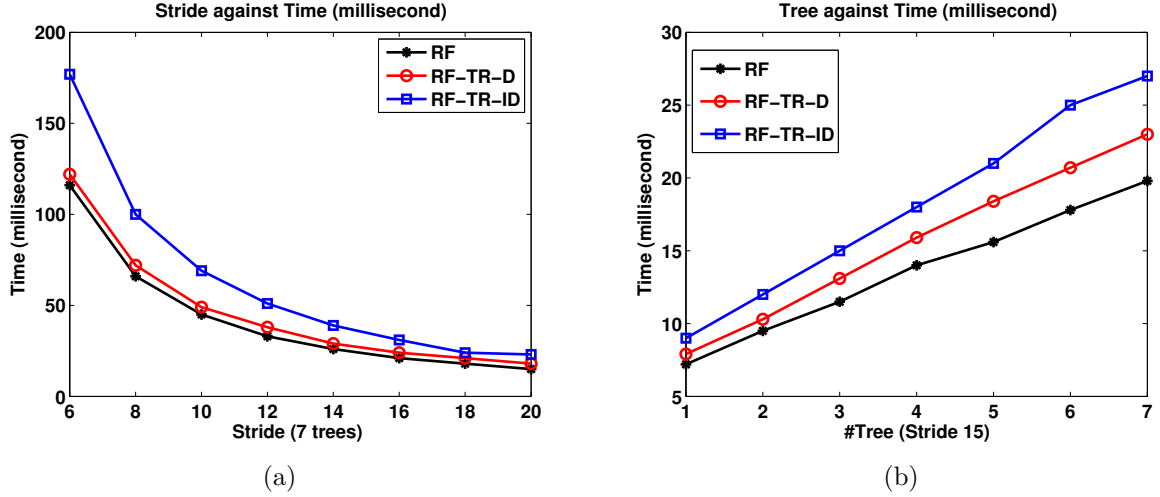 Stride against Time (millisecond)
200
150
100
50
0
Time (millisecond)
6 8 10 12 14 16 18 20
Stride (7 trees)
RF
RF−TR−D
RF−TR−ID
(a)
Tree against Time (millisecond)
30
25
20
15
10
5
Time (millisecond)
1 2 3 4 5 6 7
#Tree (Stride 15)
RF
RF−TR−D
RF−TR−ID
(b)